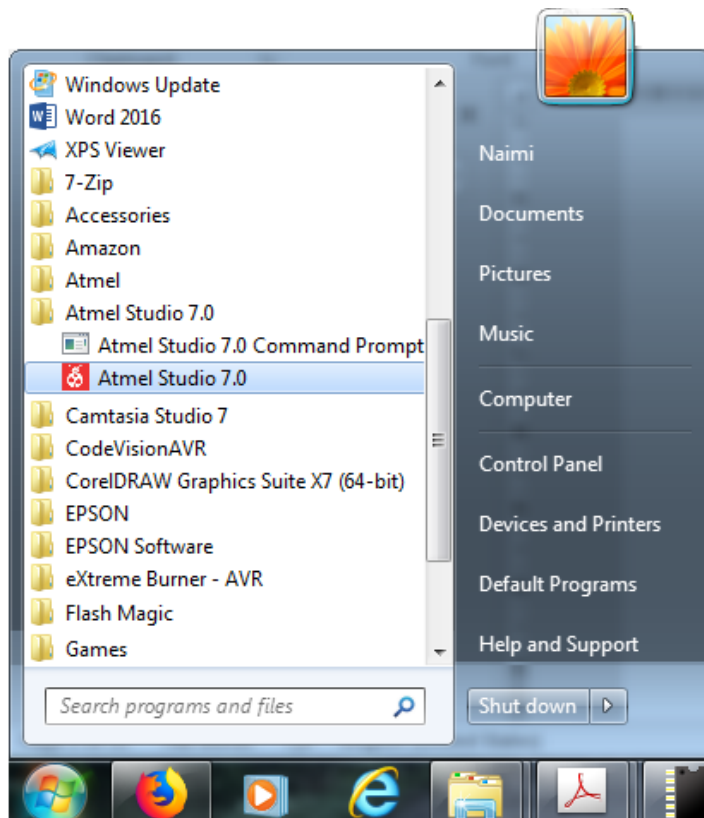 Windows Update
Word 2016
XPS Viewer
7-Zip
Accessories
Amazon
Atmel
Atmel Studio 7.0
Atmel Studio 7.0 Command Prompt
Atmel Studio 7.0
Camtasia Studio 7
CodeVisionAVR
CorelDRAW Graphics Suite X7 (64-bit)
EPSON
EPSON Software
eXtreme Burner - AVR
Flash Magic
Games
Search programs and files
Naimi
Documents
Pictures
Music
Computer
Control Panel
Devices and Printers
Default Programs
Help and Support
Shut down